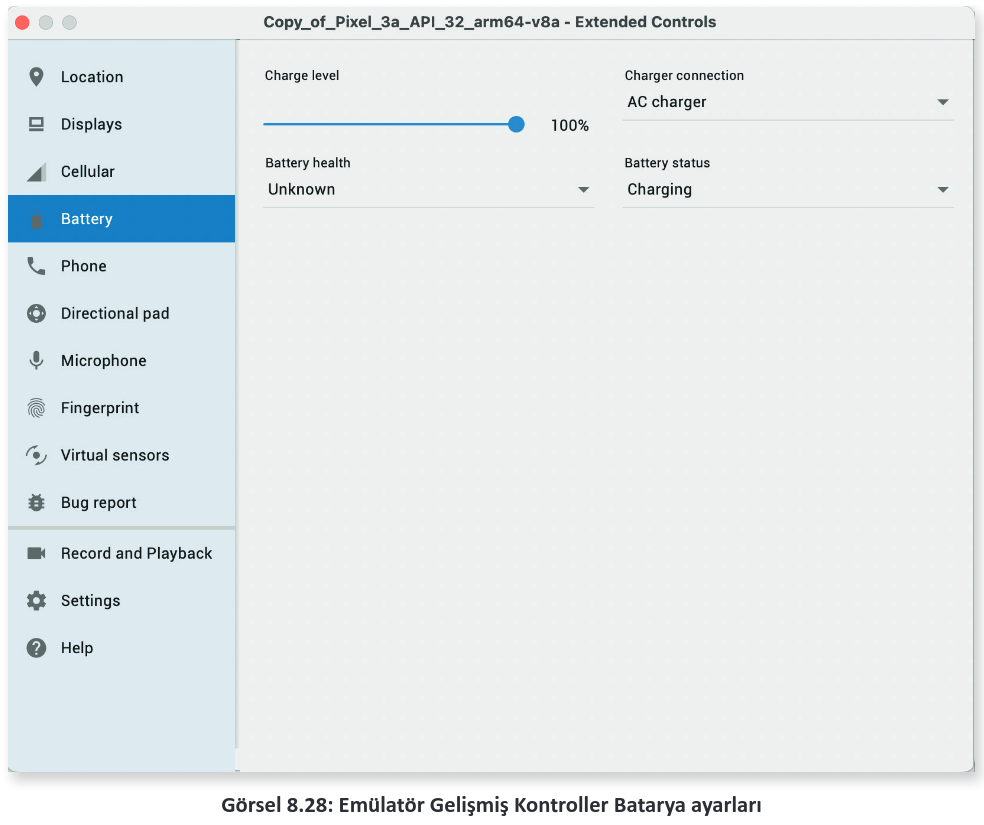 Copy_of_Pixel_3a_API_32_arm64-v8a - Extended Controls
Location
Displays
Cellular
Battery
Phone
Directional pad
Microphone
Fingerprint
Virtual sensors
Bug report
Record and Playback
Settings
Help
Charge level
100%
Charger connection
AC charger
Battery health
Unknown
Battery status
Charging
Görsel 8.28: Emülatör Gelişmiş Kontroller Batarya ayarları